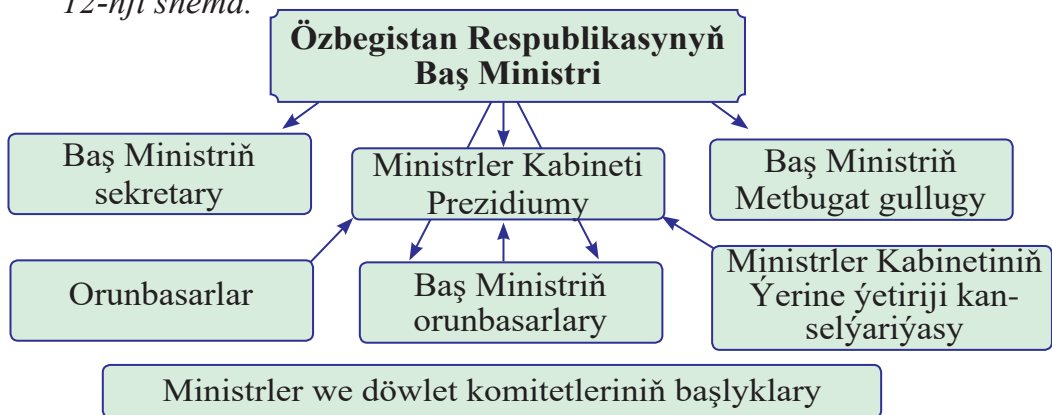 12-nji shema.
Özbegistan Respublikasynyň
Baş Ministri
Baş Ministriň
sekretary
Ministrler Kabineti
Prezidiumy
Baş Ministriň
Metbugat gullugy
Orunbasarlar
Baş Ministriň
orunbasarlary
Ministrler Kabinetiniň
Ýerine ýetiriji kan-
selýariýasy
Ministrler we döwlet komitetleriniň başlyklary